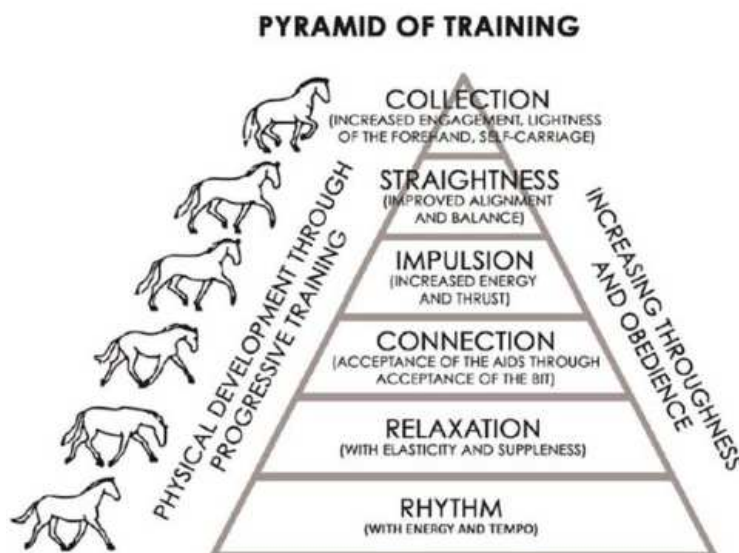 PYRAMID OF TRAINING
COLLECTION
(INCREASED ENGAGEMENT, LIGHTNESS
OF THE FOREHAND, SELF-CARRIAGE)
STRAIGHTNESS
(IMPROVED ALIGNMENT
AND BALANCE)
IMPULSION
(INCREASED ENERGY
AND THRUST)
CONNECTION
(ACCEPTANCE OF THE AIDS THROUGH
ACCEPTANCE OF THE BIT)
RELAXATION
(WITH ELASTICITY AND SUPPLENESS)
RHYTHM
(WITH ENERGY AND TEMPO)
PHYSICAL DEVELOPMENT THROUGH
PROGRESSIVE TRAINING
INCREASING THROUGHNESS
AND OBEDIENCE